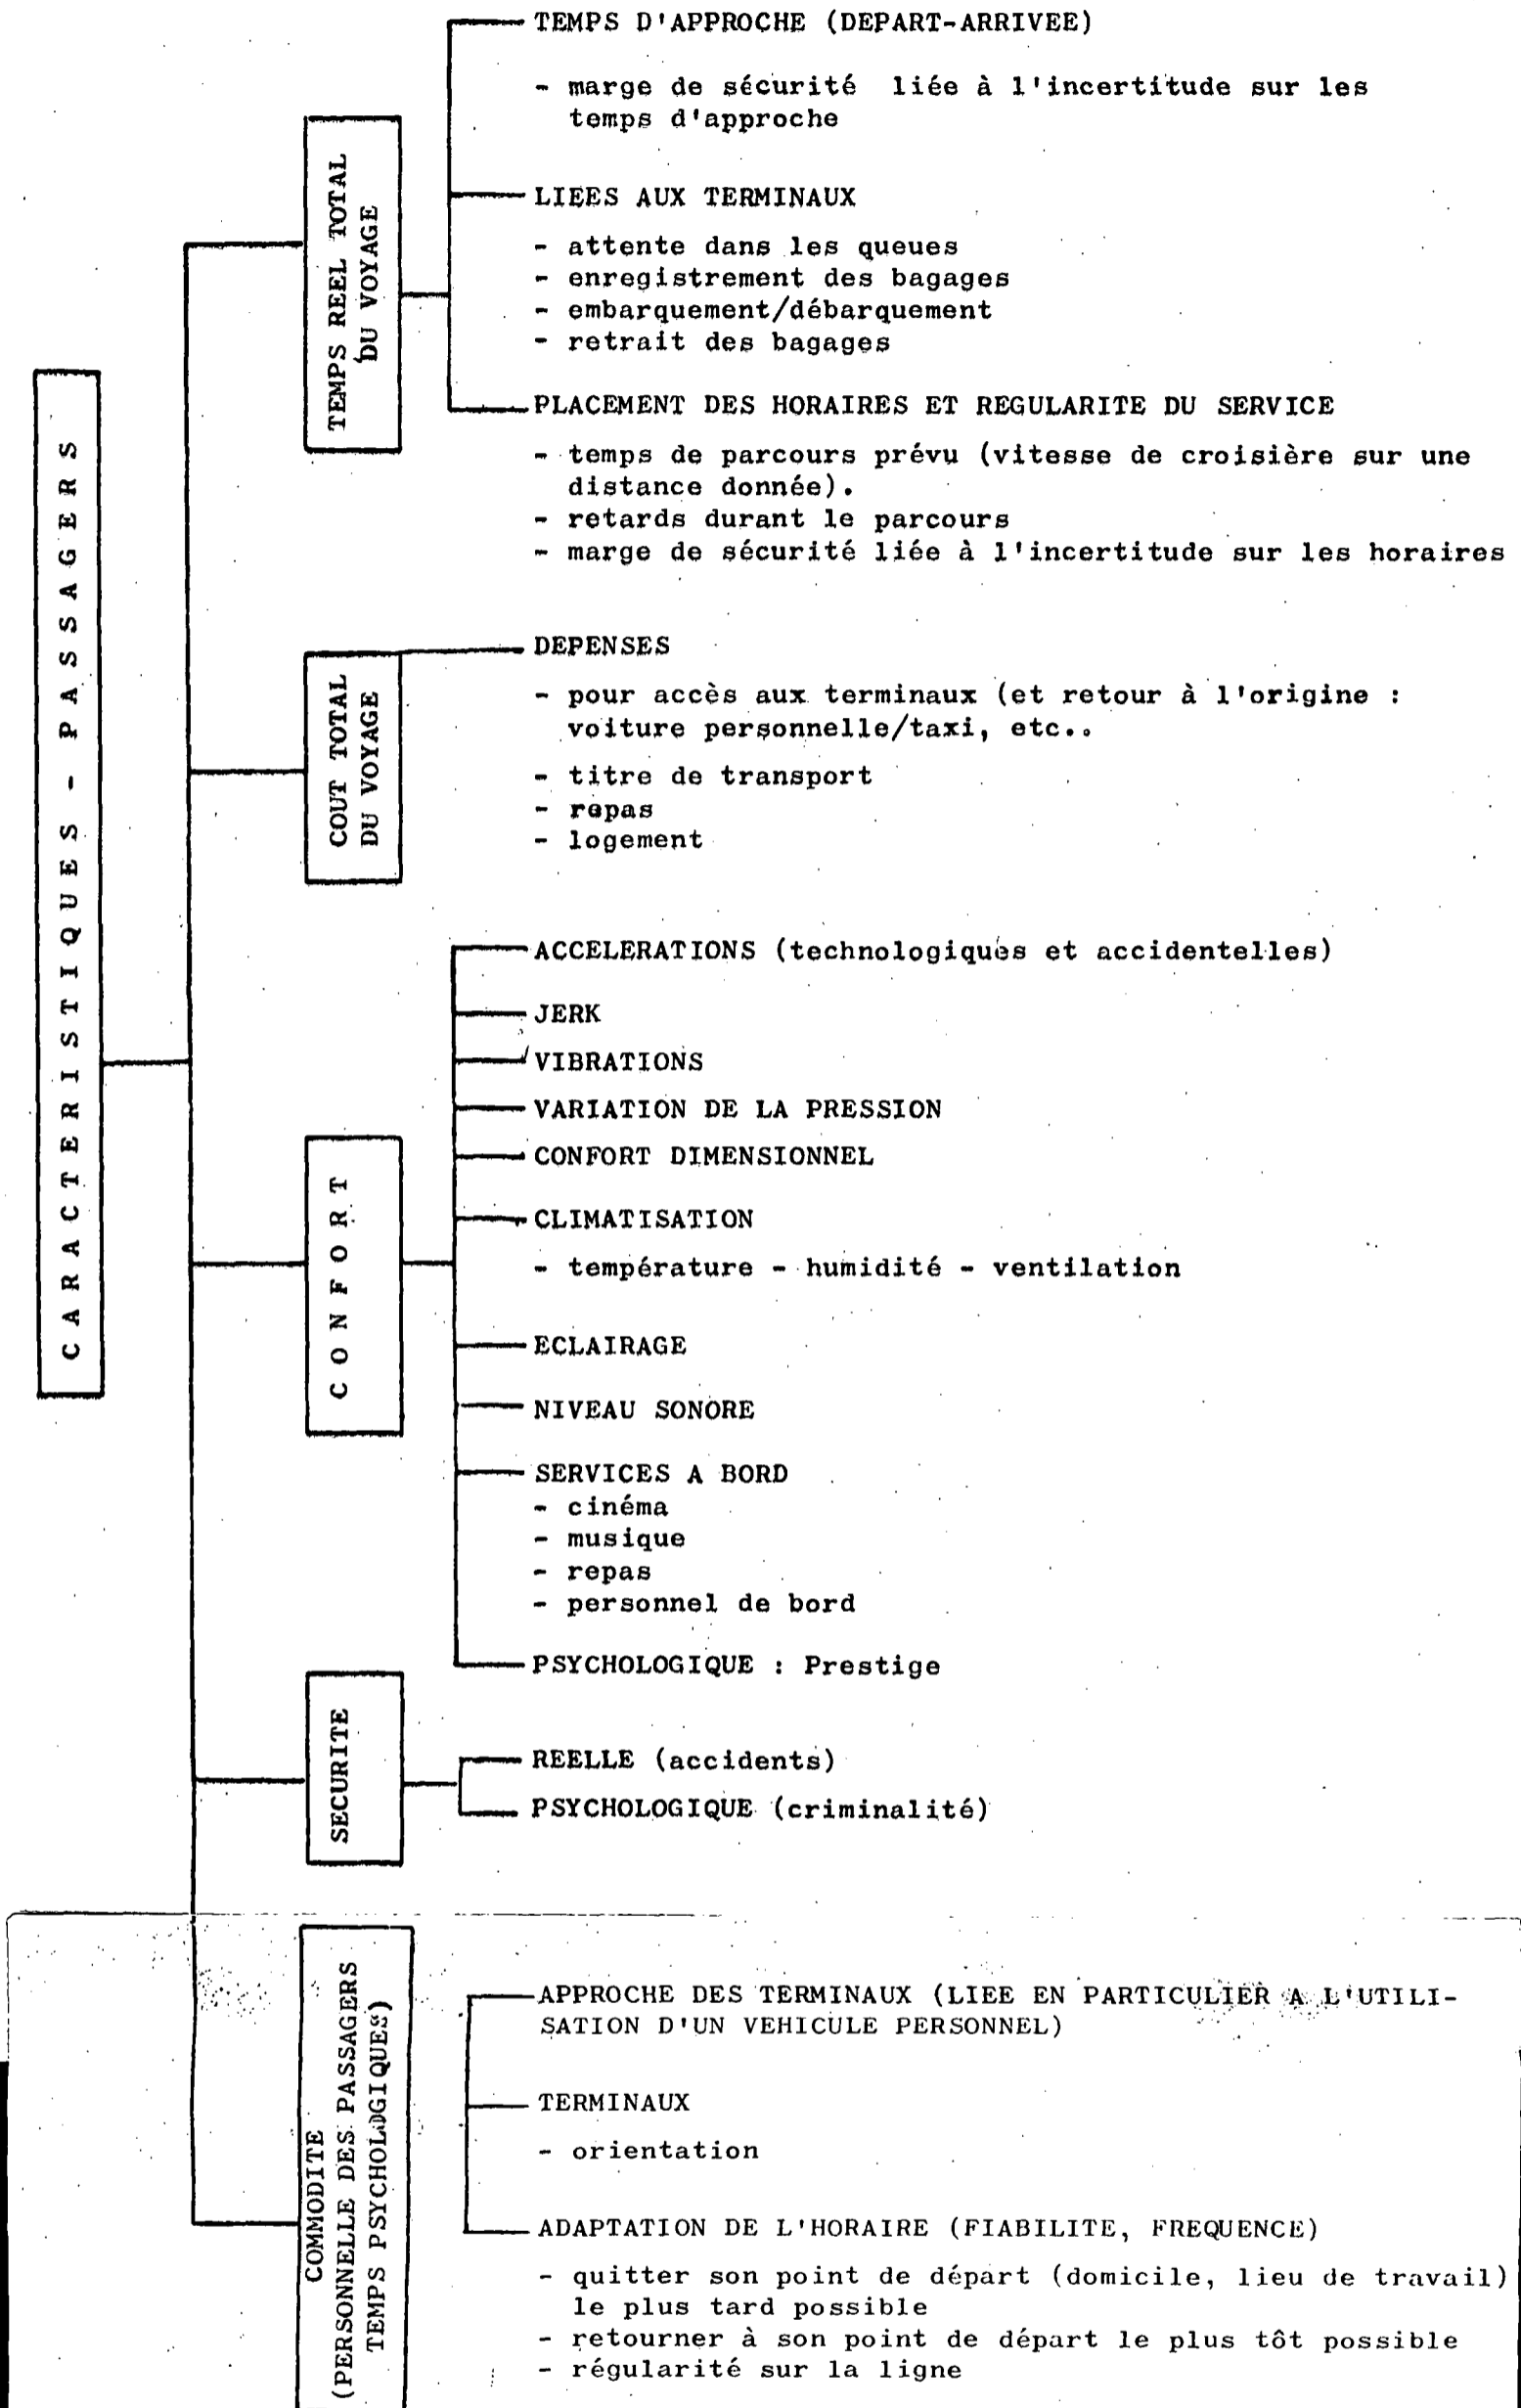 CARACTERISTIQUES - PASSAGERS
TEMPS REEL TOTAL
DU VOYAGE
TEMPS D'APPROCHE (DEPART-ARRIVEE)
- marge de sécurité liée à l'incertitude sur les
temps d'approche
LIEES AUX TERMINAUX
- attente dans les queues
- enregistrement des bagages
- embarquement/débarquement
- retrait des bagages
PLACEMENT DES HORAIRES ET REGULARITE DU SERVICE
- temps de parcours prévu (vitesse de croisière sur une
distance donnée).
- retards durant le parcours
- marge de sécurité liée à l'incertitude sur les horaires
COUT TOTAL
DU VOYAGE
DEPENSES
- pour accès aux terminaux (et retour à l'origine :
voiture personnelle/taxi, etc..
- titre de transport
- repas
- logement
CONFORT
ACCELERATIONS (technologiques et accidentelles)
JERK
VIBRATIONS
VARIATION DE LA PRESSION
CONFORT DIMENSIONNEL
CLIMATISATION
- température - humidité - ventilation
ECLAIRAGE
NIVEAU SONORE
SERVICES A BORD
- cinéma
- musique
- repas
- personnel de bord
PSYCHOLOGIQUE : Prestige
SECURITE
REELLE (accidents)
PSYCHOLOGIQUE (criminalité)
COMMODITE
(PERSONNELLE DES PASSAGERS
TEMPS PSYCHOLOGIQUES)
APPROCHE DES TERMINAUX (LIEE EN PARTICULIER A L'UTILI-
SATION D'UN VEHICULE PERSONNEL)
TERMINAUX
- orientation
ADAPTATION DE L'HORAIRE (FIABILITE, FREQUENCE)
- quitter son point de départ (domicile, lieu de travail)
le plus tard possible
- retourner à son point de départ le plus tôt possible
- régularité sur la ligne